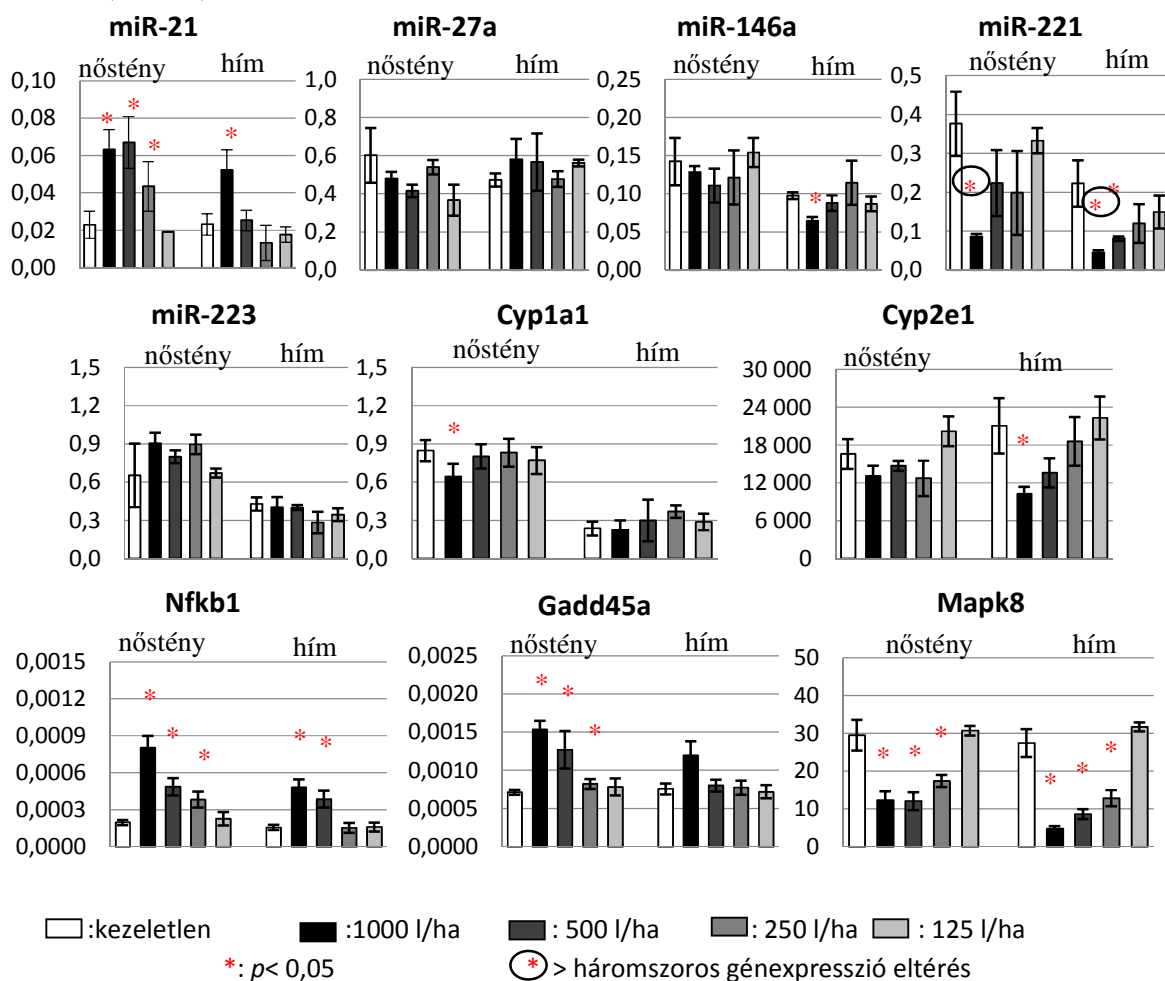 miR-21
miR-27a
miR-146a
miR-221
nőstény hím
nőstény hím
nőstény hím
nőstény hím
0,10
0,08
0,06
0,04
0,02
0,00
* * * *
1,0
0,8
0,6
0,4
0,2
0,0
0,25
0,20
0,15
0,10
0,05
0,00
*
0,5
0,4
0,3
0,2
0,1
0,0
* * *
miR-223
Cyp1a1
Cyp2e1
nőstény hím
nőstény hím
nőstény hím
1,5
1,2
0,9
0,6
0,3
0,0
1,5
1,2
0,9
0,6
0,3
0,0
*
30 000
24 000
18 000
12 000
6 000
0
*
Nfkb1
Gadd45a
Mapk8
nőstény hím
nőstény hím
nőstény hím
0,0015
0,0012
0,0009
0,0006
0,0003
0,0000
* * * * *
0,0025
0,0020
0,0015
0,0010
0,0005
0,0000
* * *
50
40
30
20
10
0
* * * * * *
:kezeletlen :1000 l/ha : 500 l/ha : 250 l/ha : 125 l/ha
*: p< 0,05 * > háromszoros génexpresszió eltérés